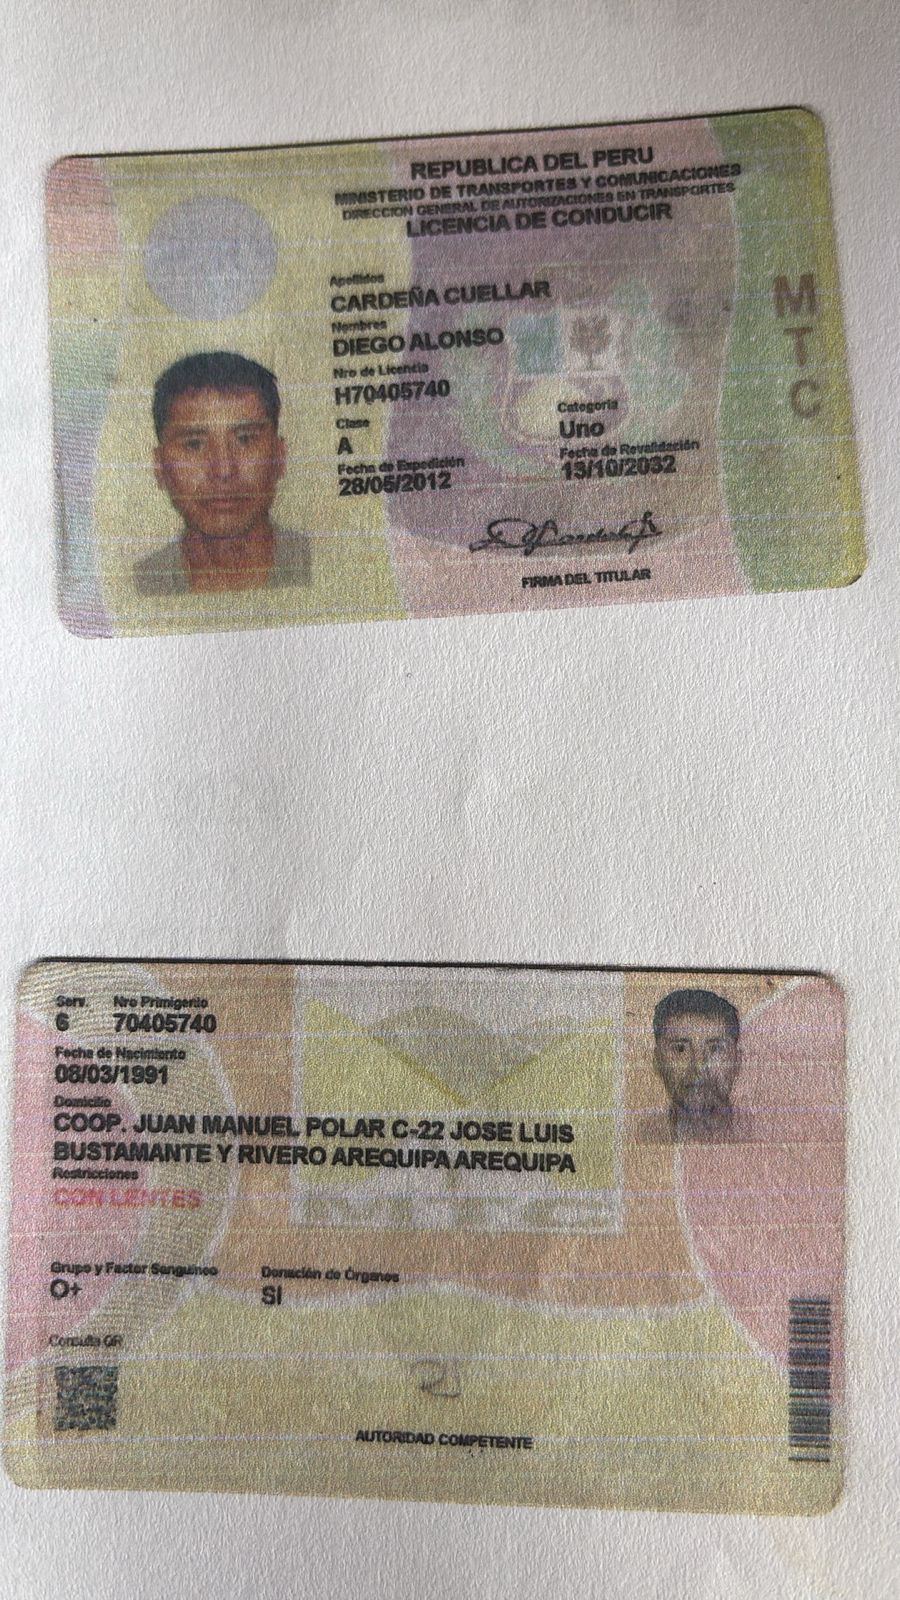 REPUBLICA DEL PERU
MINISTERIO DE TRANSPORTES Y COMUNICACIONES
DIRECCION GENERAL DE AUTORIZACIONES EN TRANSPORTES
LICENCIA DE CONDUCIR
Apellidos
CARDEÑA CUELLAR
Nombres
DIEGO ALONSO
Nro de Licencia
H70405740
Clase
A
Categoria
Uno
Fecha de Expedición
28/05/2012
Fecha de Revalidación
13/10/2032
FIRMA DEL TITULAR
MTC
Serv.
6
Nro Primigenio
70405740
Fecha de Nacimiento
08/03/1991
Domicilio
COOP. JUAN MANUEL POLAR C-22 JOSE LUIS
BUSTAMANTE Y RIVERO AREQUIPA AREQUIPA
Restricciones
CON LENTES
Grupo y Factor Sanguineo
O+
Donación de Órganos
SI
Consulta QR
AUTORIDAD COMPETENTE